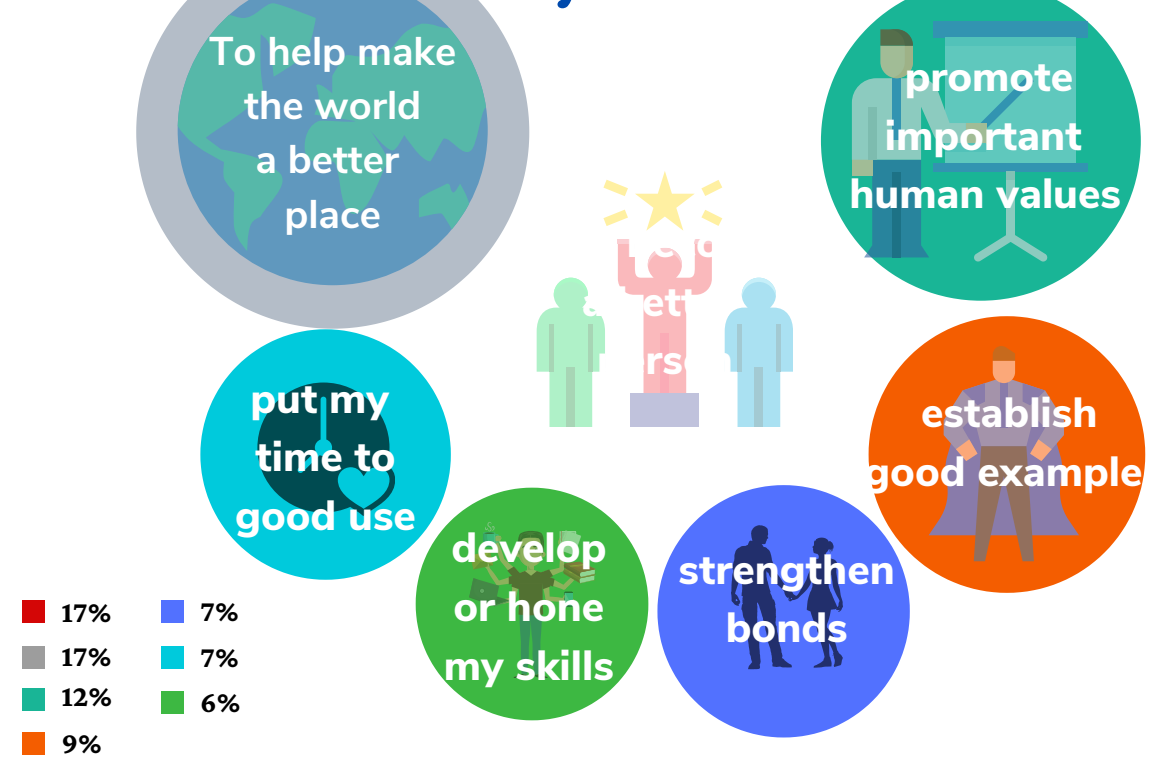 To help make
the world
a better
place
promote
important
human values
put my
time to
good use
develop
or hone
my skills
strengthen
bonds
establish
good example
17%
17%
12%
9%
7%
7%
6%